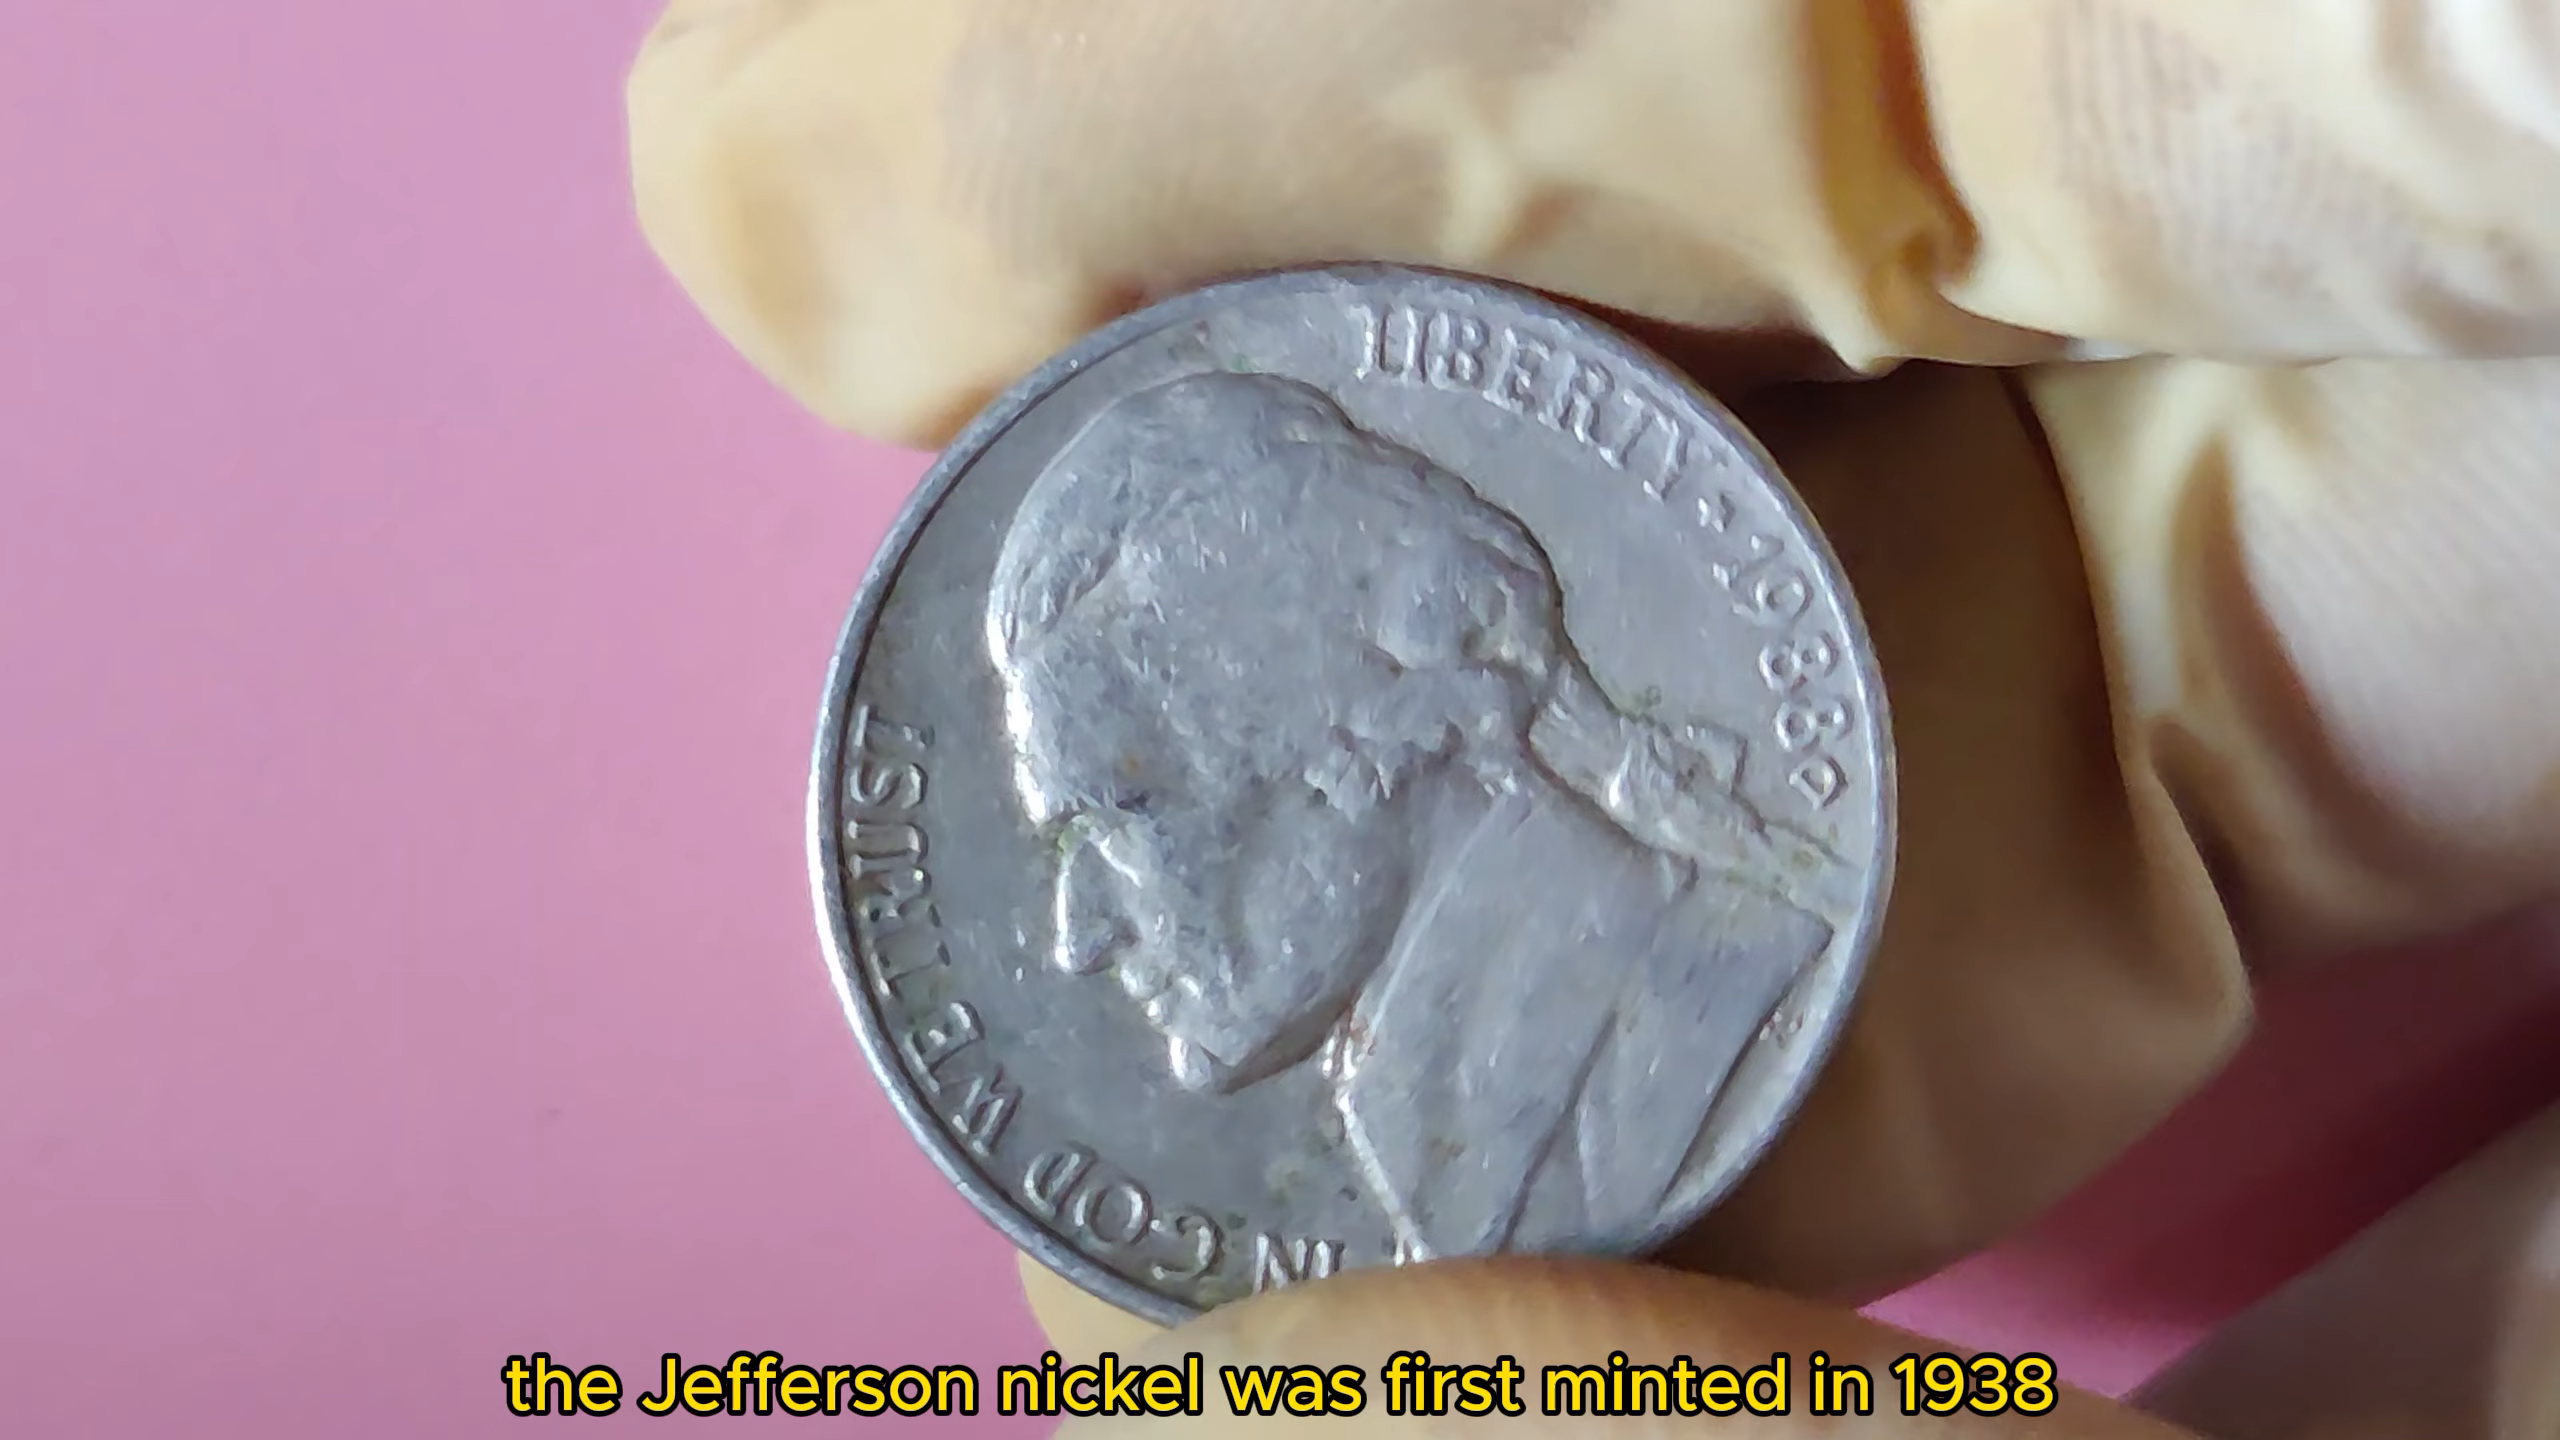 LIBERTY * 1988 D
IN GOD WE TRUST
the Jefferson nickel was first minted in 1938